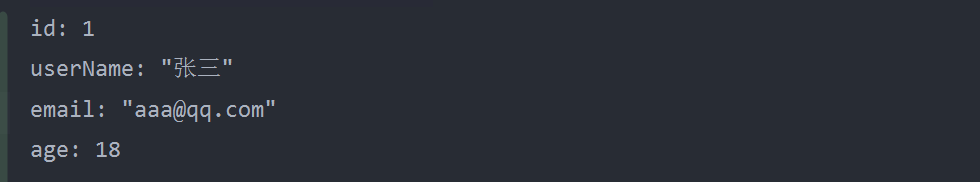 id: 1
userName: "张三"
email: "aaa@qq.com"
age: 18